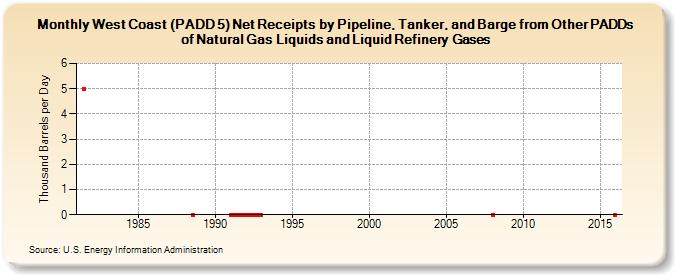 Monthly West Coast (PADD 5) Net Receipts by Pipeline, Tanker, and Barge from Other PADDs
of Natural Gas Liquids and Liquid Refinery Gases
Thousand Barrels per Day
6
5
4
3
2
1
0
1985 1990 1995 2000 2005 2010 2015
Source: U.S. Energy Information Administration